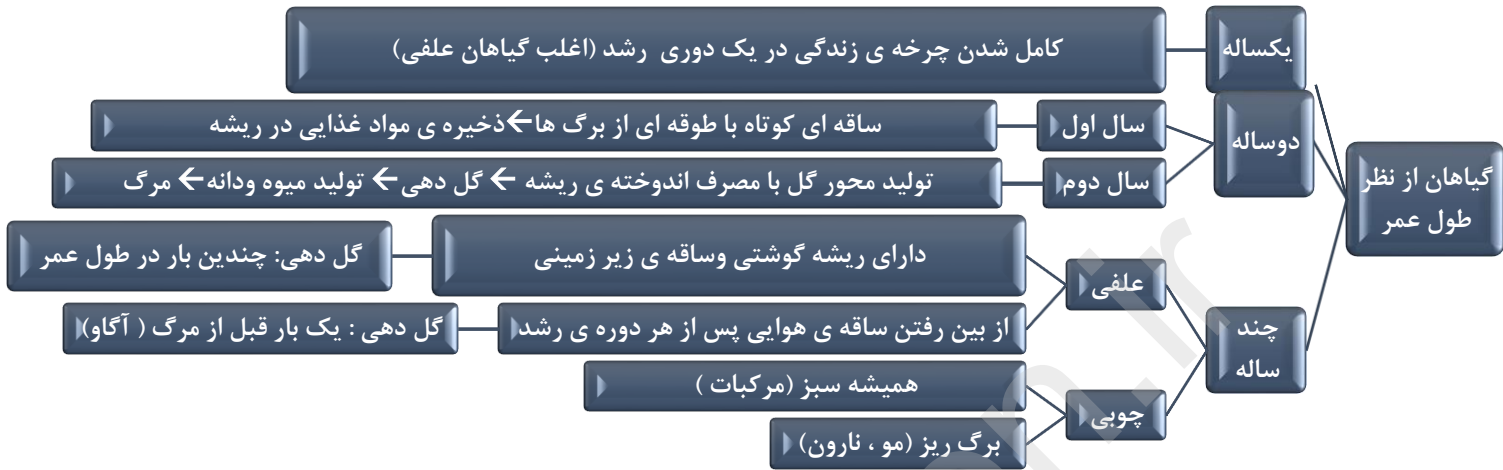 گیاهان از نظر
طول عمر
یکساله
کامل شدن چرخه ی زندگی در یک دوری رشد (اغلب گیاهان علفی)
دوساله
سال اول
ساقه ای کوتاه با طوقه ای از برگ ها←ذخیره ی مواد غذایی در ریشه
سال دوم
تولید محور گل با مصرف اندوخته ی ریشه ← گل دهی← تولید میوه ودانه← مرگ
چند
ساله
علفی
دارای ریشه گوشتی وساقه ی زیر زمینی
گل دهی: چندین بار در طول عمر
از بین رفتن ساقه ی هوایی پس از هر دوره ی رشد
گل دهی : یک بار قبل از مرگ ( آگاو)
چوبی
همیشه سبز (مرکبات )
برگ ریز (مو ، نارون)